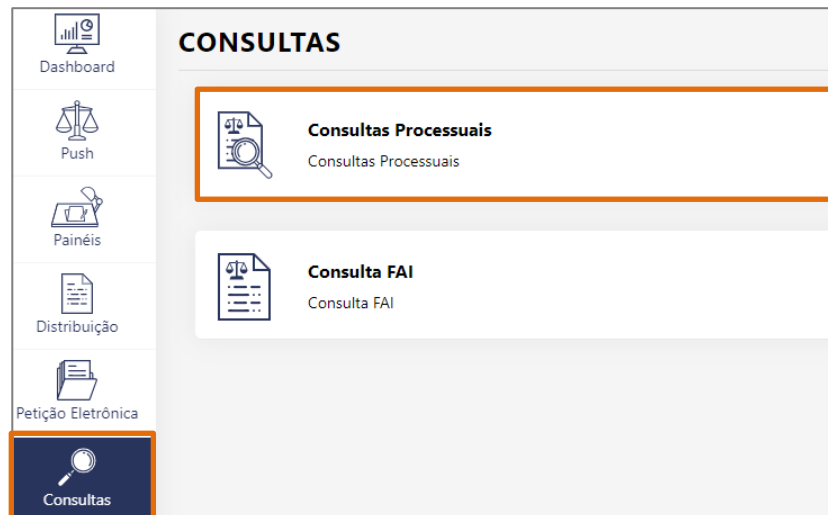 Dashboard
Push
Painéis
Distribuição
Petição Eletrônica
Consultas
CONSULTAS
Consultas Processuais
Consultas Processuais
Consulta FAI
Consulta FAI